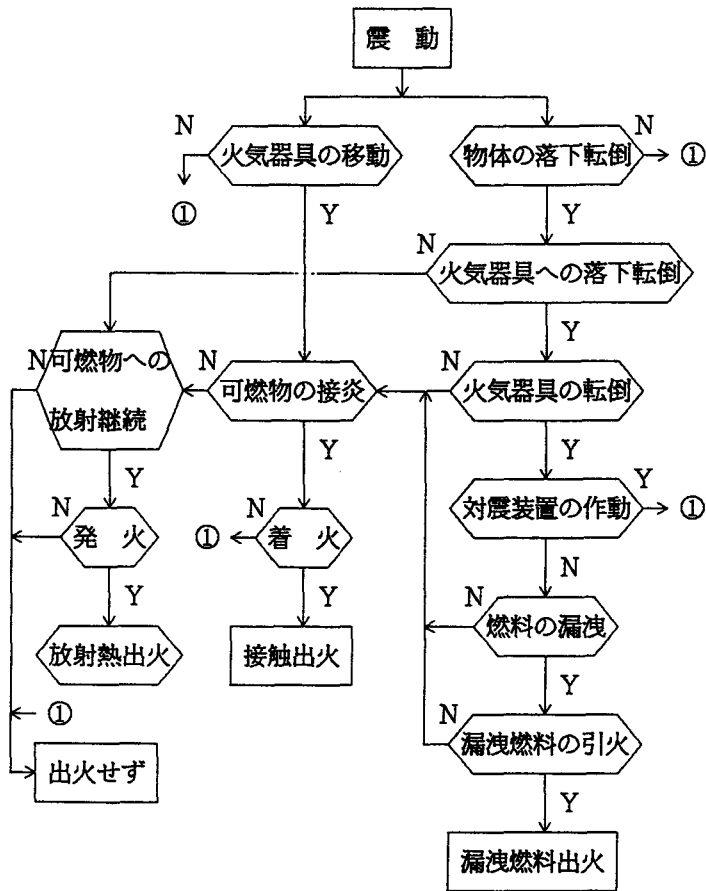 震 動
N
N
火気器具の移動
物体の落下転倒
①
①
Y
Y
N
火気器具への落下転倒
Y
N
可燃物への
放射継続
N
可燃物の接炎
N
火気器具の転倒
Y
Y
Y
Y
N
発 火
①
N
着 火
対震装置の作動
①
Y
Y
N
N
放射熱出火
接触出火
燃料の漏洩
Y
①
N
出火せず
漏洩燃料の引火
Y
漏洩燃料出火